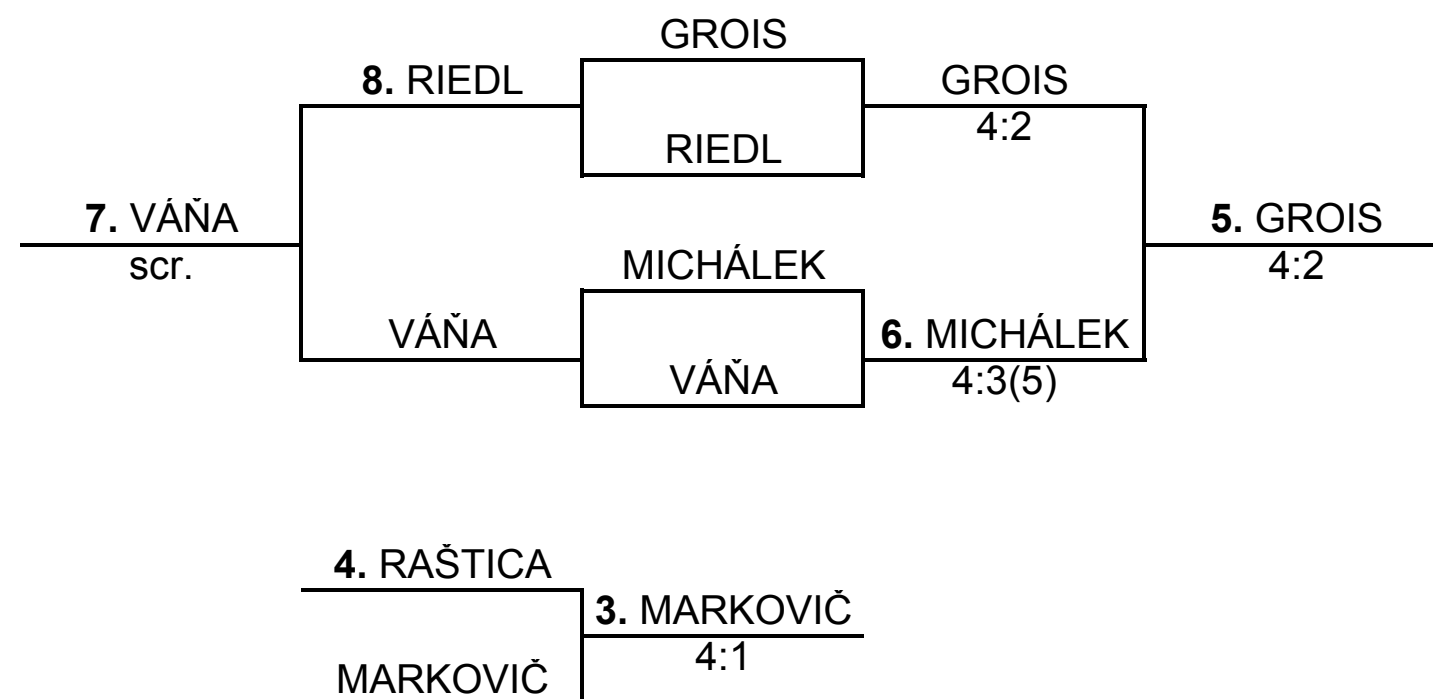 GROIS
8. RIEDL
GROIS
4:2
RIEDL
7. VÁŇA
scr.
5. GROIS
4:2
MICHÁLEK
VÁŇA
6. MICHÁLEK
4:3(5)
VÁŇA
4. RAŠTICA
3. MARKOVIČ
4:1
MARKOVIČ